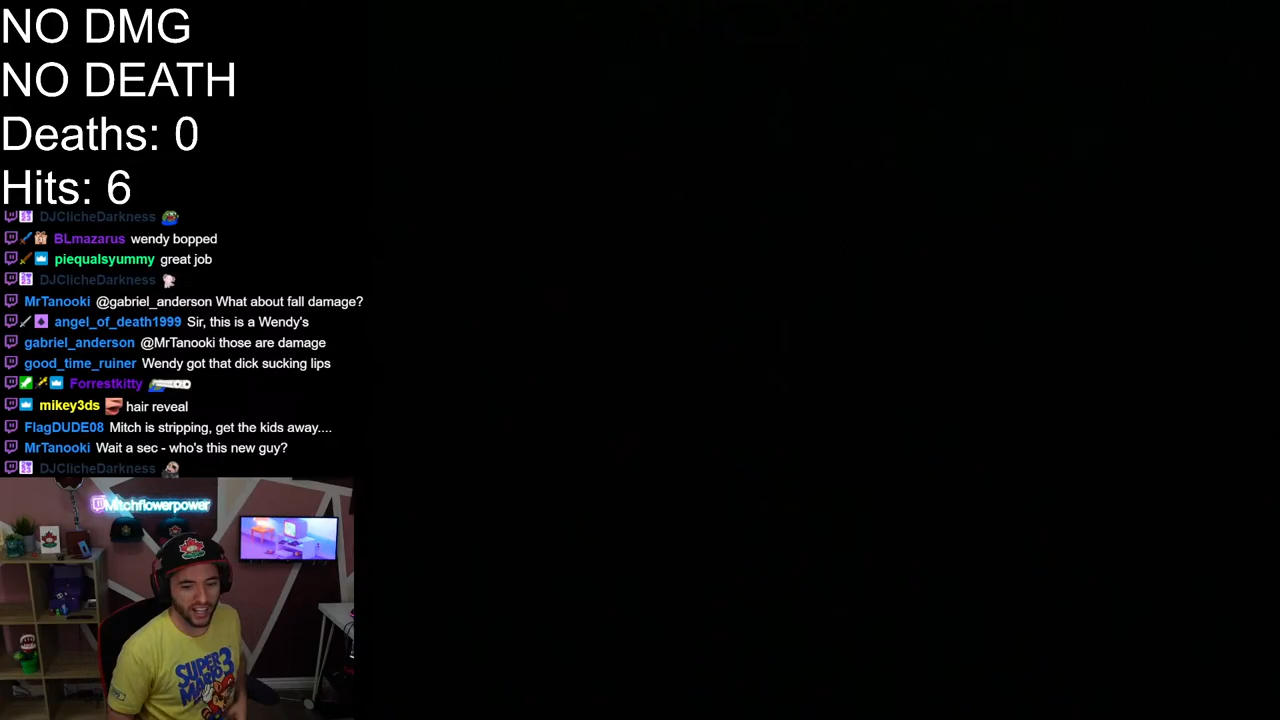 NO DMG
NO DEATH
Deaths: 0
Hits: 6
DJClicheDarkness
BLmazarus wendy bopped
piequalsyummy great job
DJClicheDarkness
MrTanooki @gabriel_anderson What about fall damage?
angel_of_death1999 Sir, this is a Wendy's
gabriel_anderson @MrTanooki those are damage
good_time_ruiner Wendy got that dick sucking lips
Forrestkitty
mikey3ds hair reveal
FlagDUDE08 Mitch is stripping, get the kids away....
MrTanooki Wait a sec - who's this new guy?
DJClicheDarkness
Mitchflowerpower
SUPER
MARIO 3